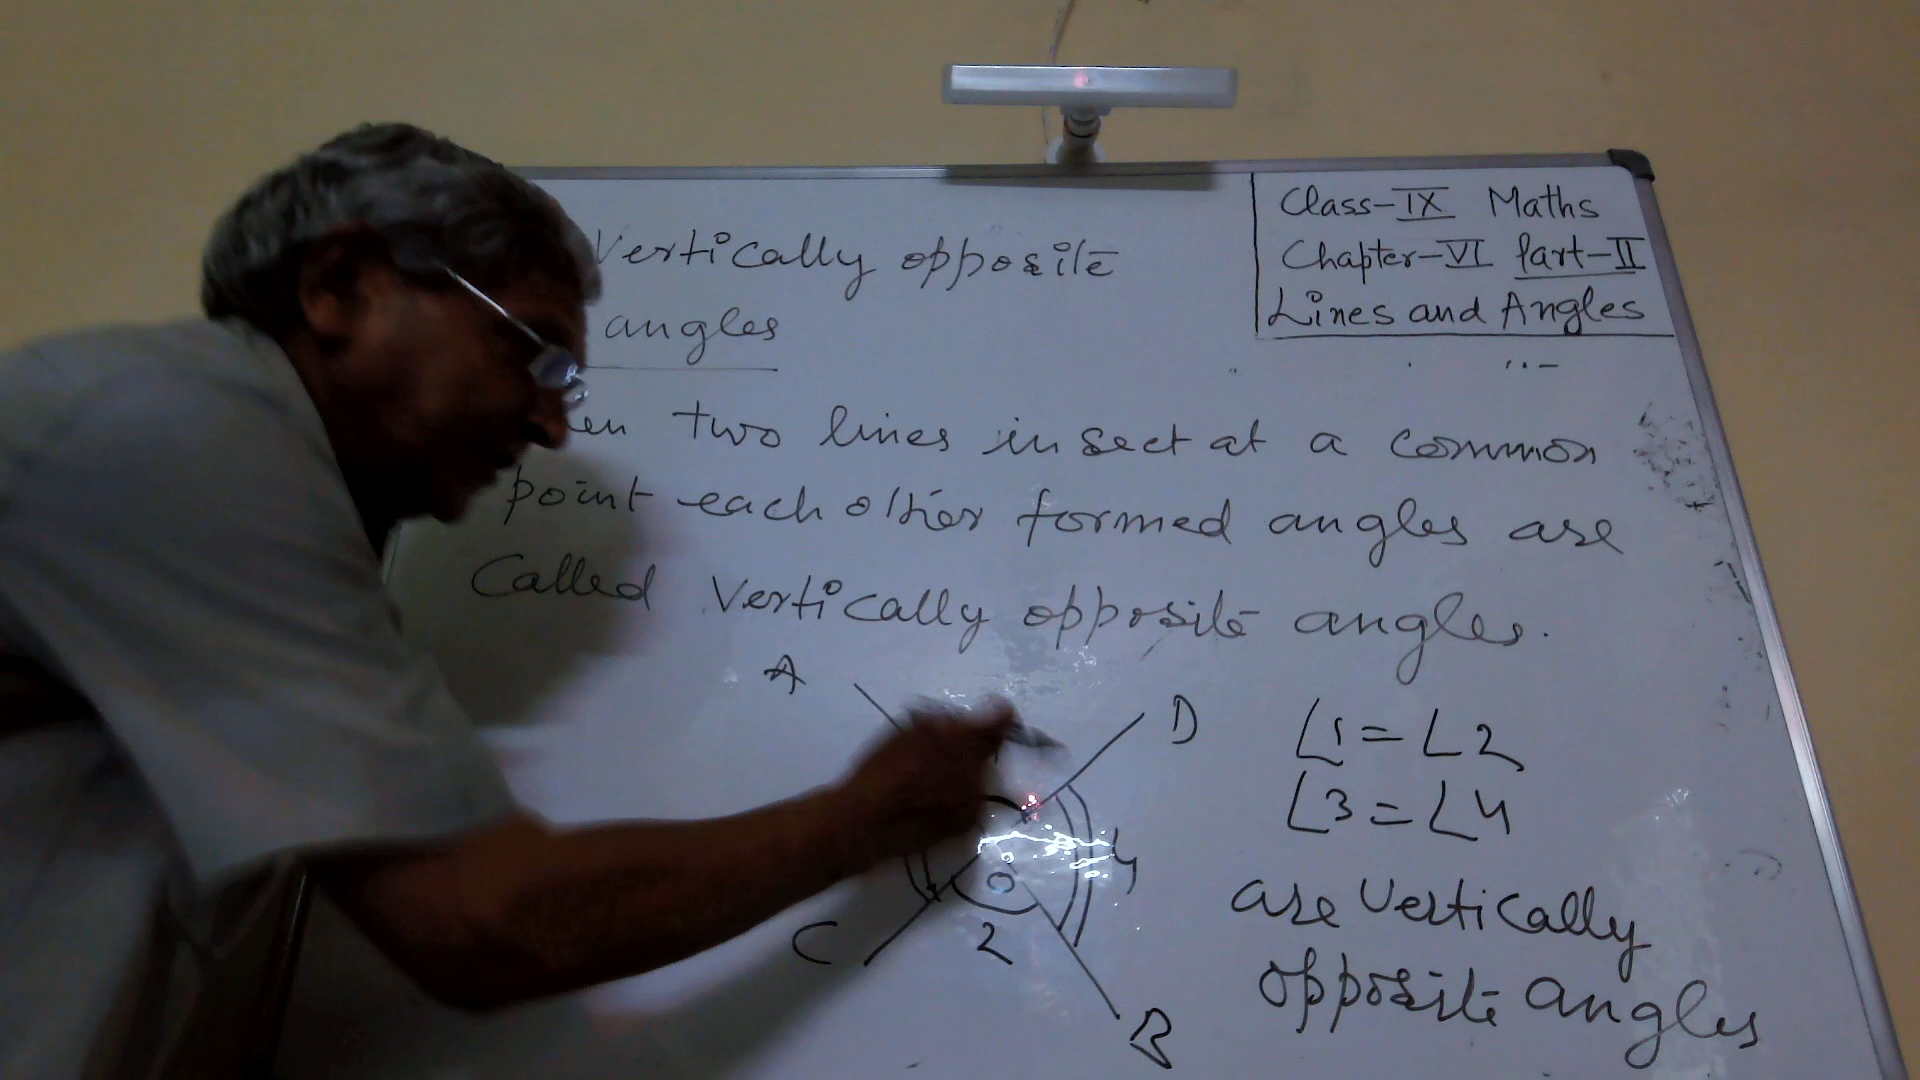 Class-IX Maths
Chapter-VI Part-II
Lines and Angles
Vertically opposite
angles
two lines insect at a common
point each other formed angles are
Called Vertically opposite angles.
A
D
∠1=∠2
∠3=∠4
4
O
C
2
are Vertically
opposite angles
B